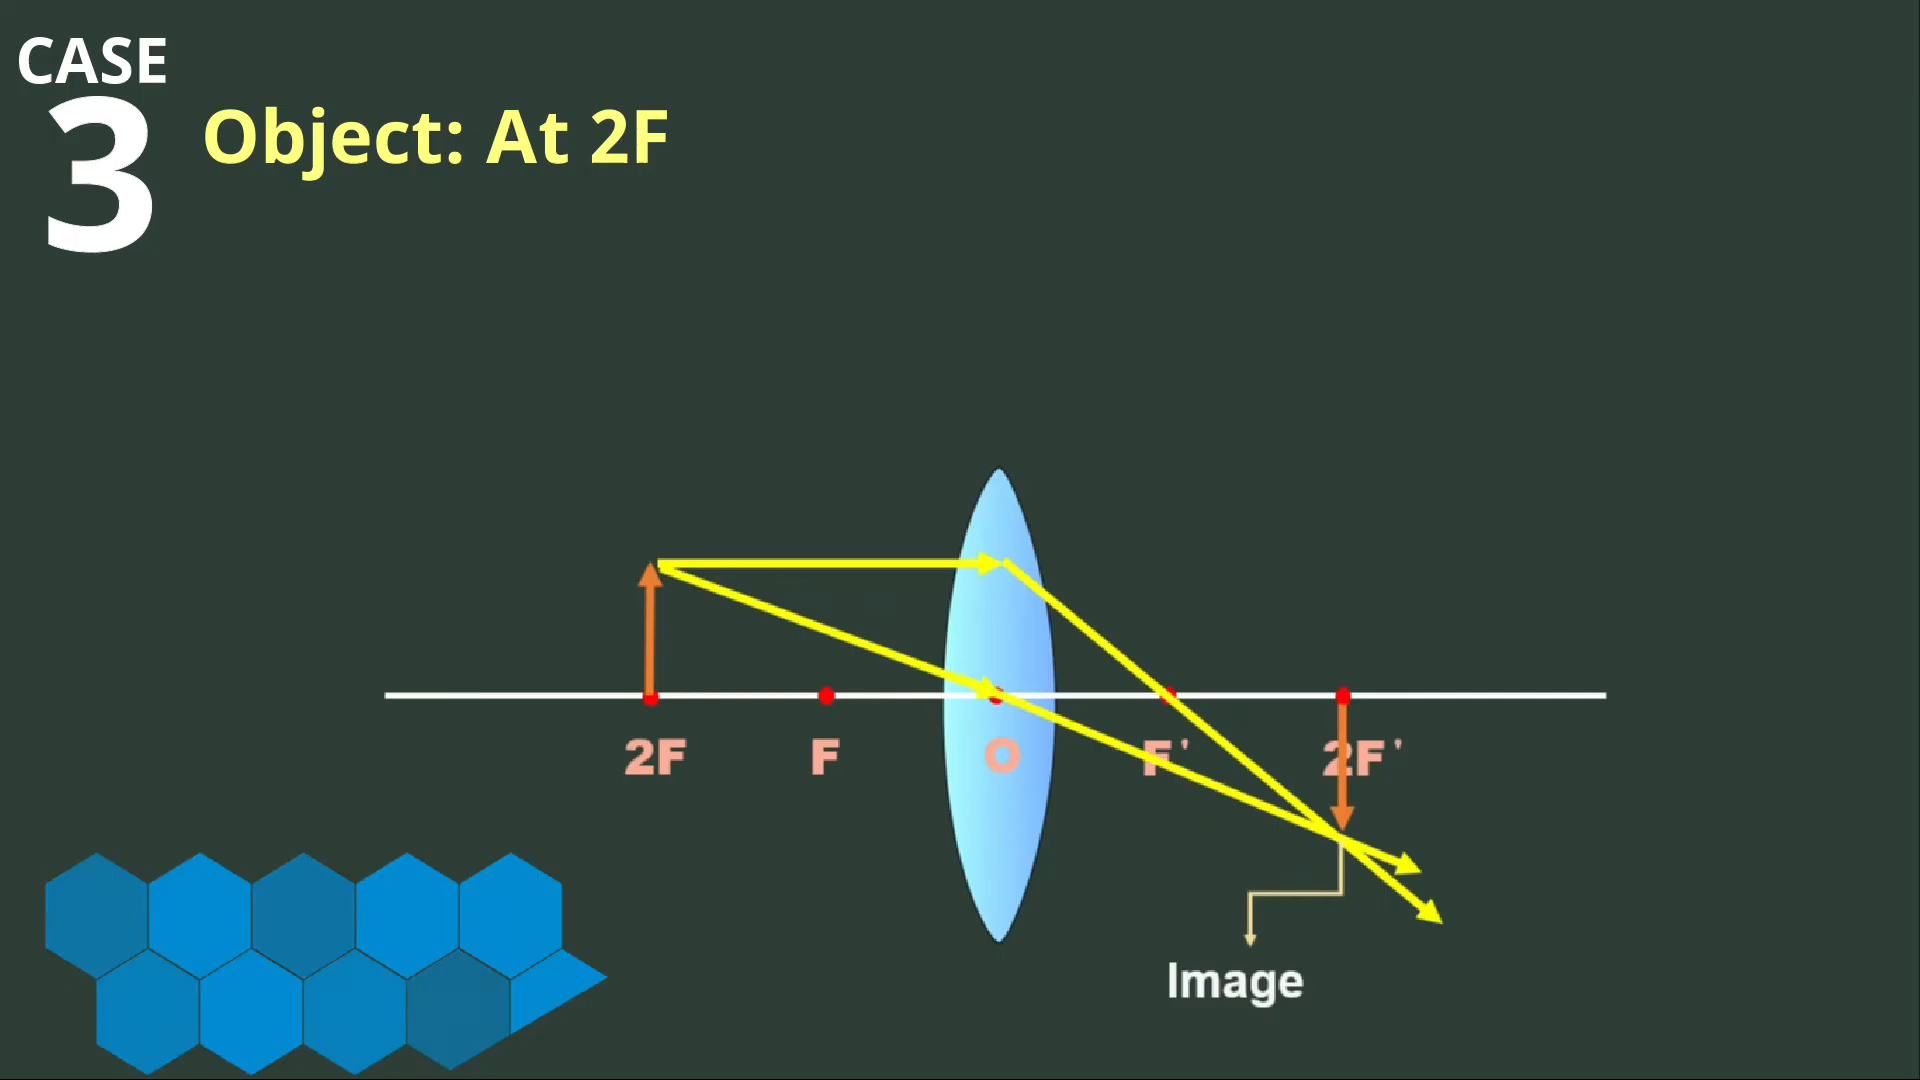 CASE
3
Object: At 2F
2F F O F' 2F'
Image